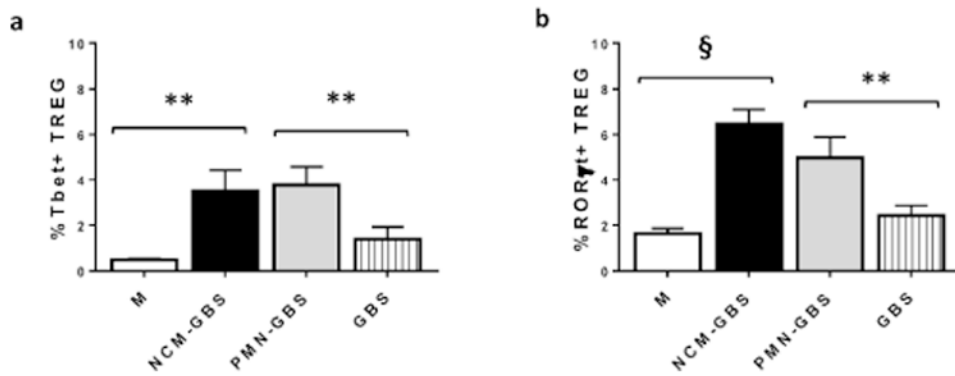 a
%Tbet+ TREG
10
8
6
4
2
0
**
**
M
NCM-GBS
PMN-GBS
GBS
b
%RORγt+ TREG
10
8
6
4
2
0
§
**
M
NCM-GBS
PMN-GBS
GBS